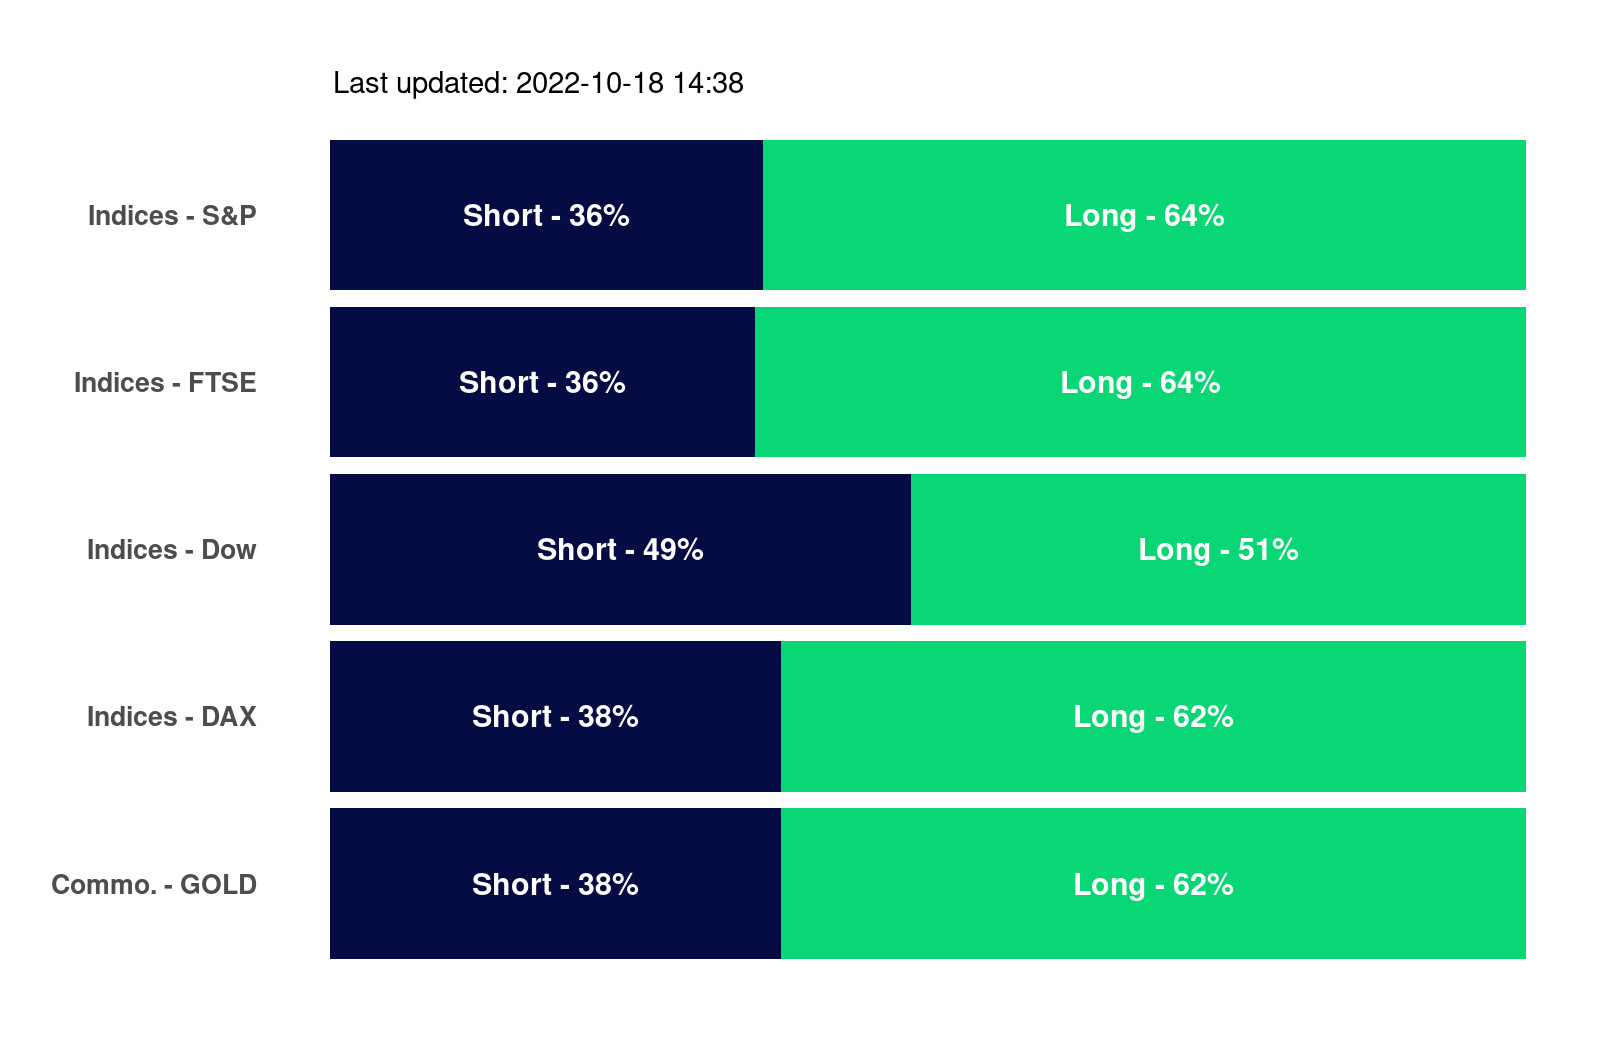 Last updated: 2022-10-18 14:38
Indices - S&P Short - 36% Long - 64%
Indices - FTSE Short - 36% Long - 64%
Indices - Dow Short - 49% Long - 51%
Indices - DAX Short - 38% Long - 62%
Commo. - GOLD Short - 38% Long - 62%